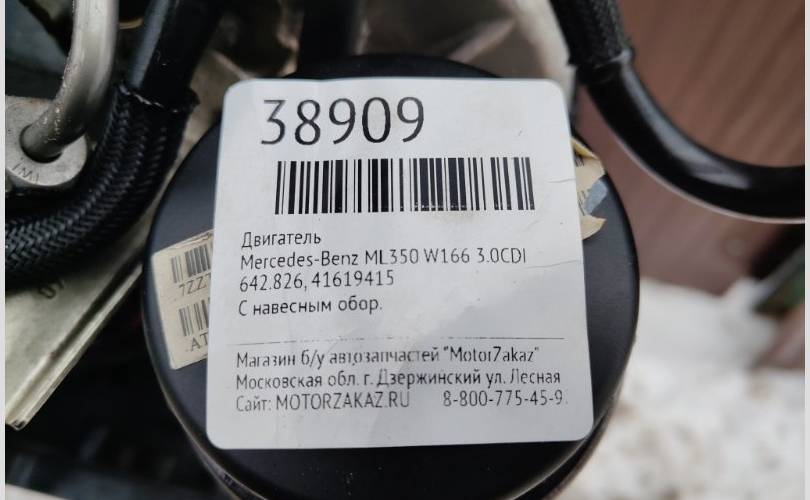 38909
Двигатель
Mercedes-Benz ML350 W166 3.0CDI
642.826, 41619415
С навесным обор.
Магазин б/у автозапчастей "MotorZakaz"
Московская обл. г. Дзержинский ул. Лесная
Сайт: MOTORZAKAZ.RU 8-800-775-45-9